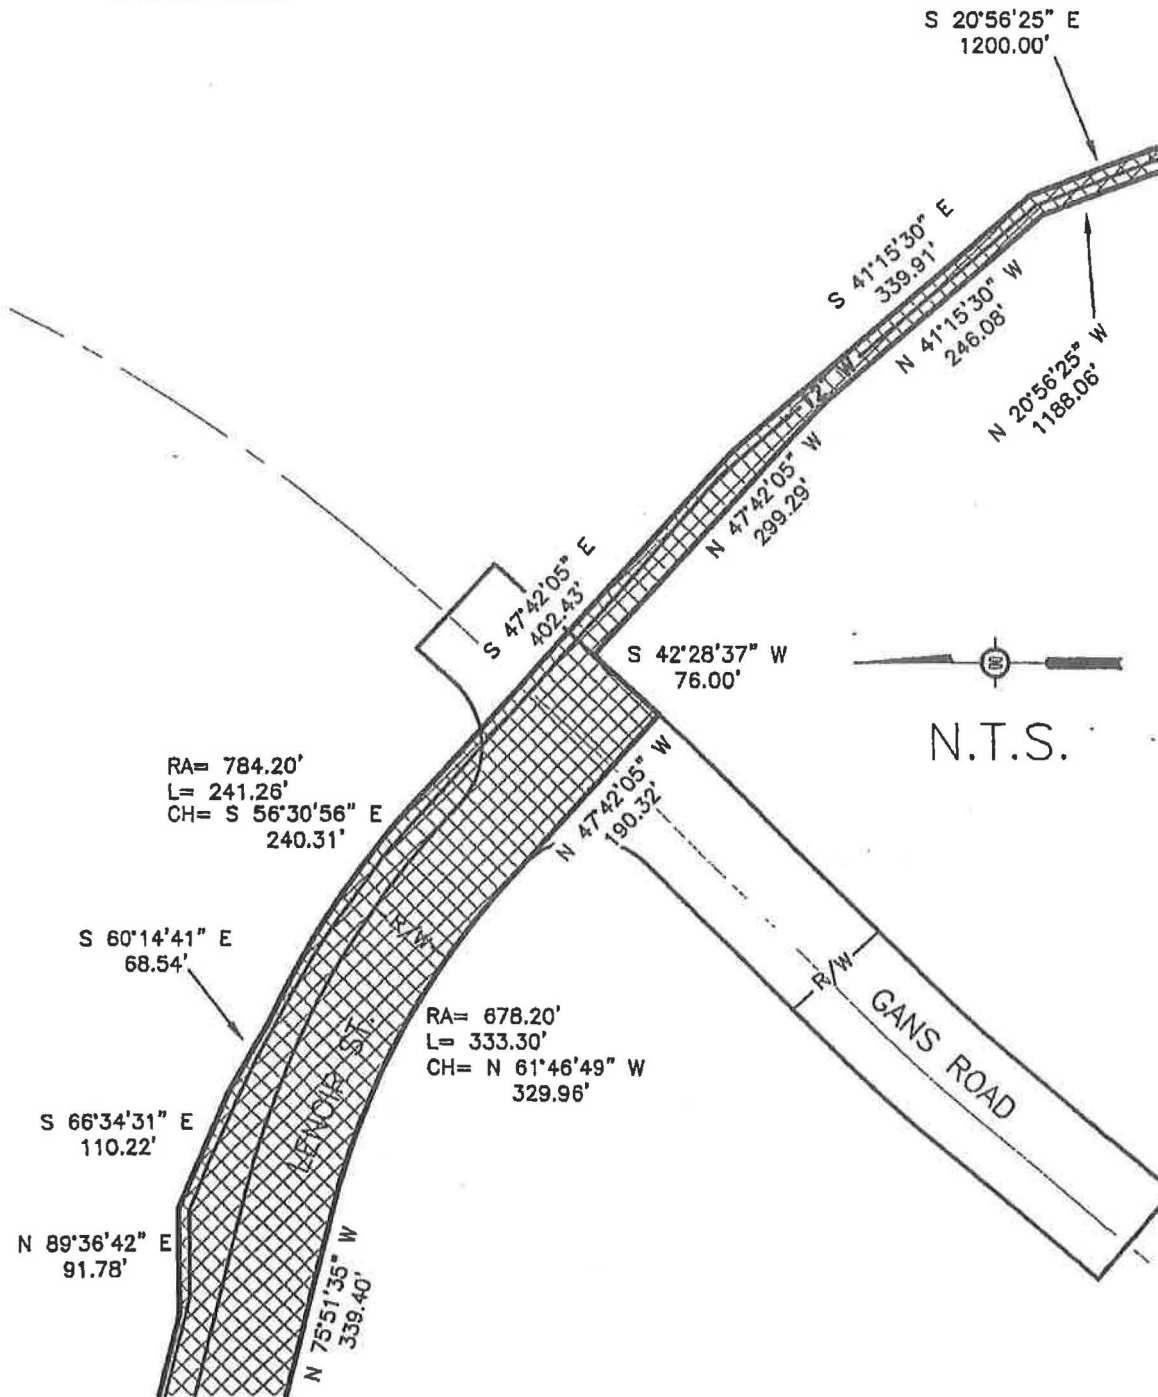 S 20°56'25" E
1200.00'
S 41°15'30" E
339.91'
N 41°15'30" W
246.08'
N 20°56'25" W
1188.06'
12' W
N 47°42'05" W
299.29'
S 47°42'05" E
402.43'
S 42°28'37" W
76.00'
N.T.S.
RA= 784.20'
L= 241.26'
CH= S 56°30'56" E
240.31'
N 47°42'05" W
190.32'
R/W
S 60°14'41" E
68.54'
R/W
GANS ROAD
RA= 678.20'
L= 333.30'
CH= N 61°46'49" W
329.96'
LENOIR ST.
S 66°34'31" E
110.22'
N 89°36'42" E
91.78'
N 75°51'35" W
339.40'